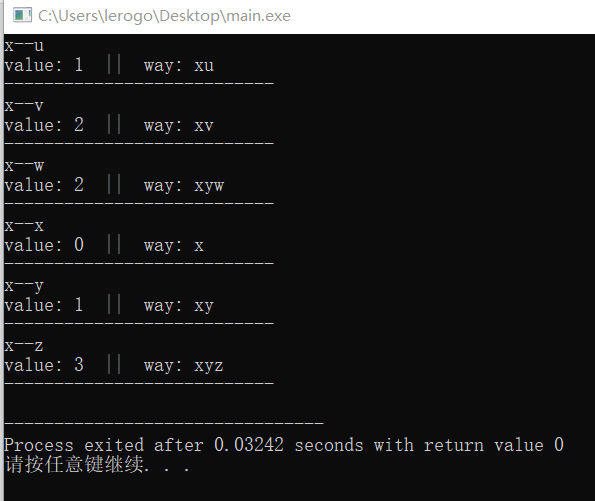 C:\Users\lerogo\Desktop\main.exe
x--u
value: 1  ||  way: xu
---------------------------
x--v
value: 2  ||  way: xv
---------------------------
x--w
value: 2  ||  way: xyw
---------------------------
x--x
value: 0  ||  way: x
---------------------------
x--y
value: 1  ||  way: xy
---------------------------
x--z
value: 3  ||  way: xyz
---------------------------
--------------------------------
Process exited after 0.03242 seconds with return value 0
请按任意键继续. . .